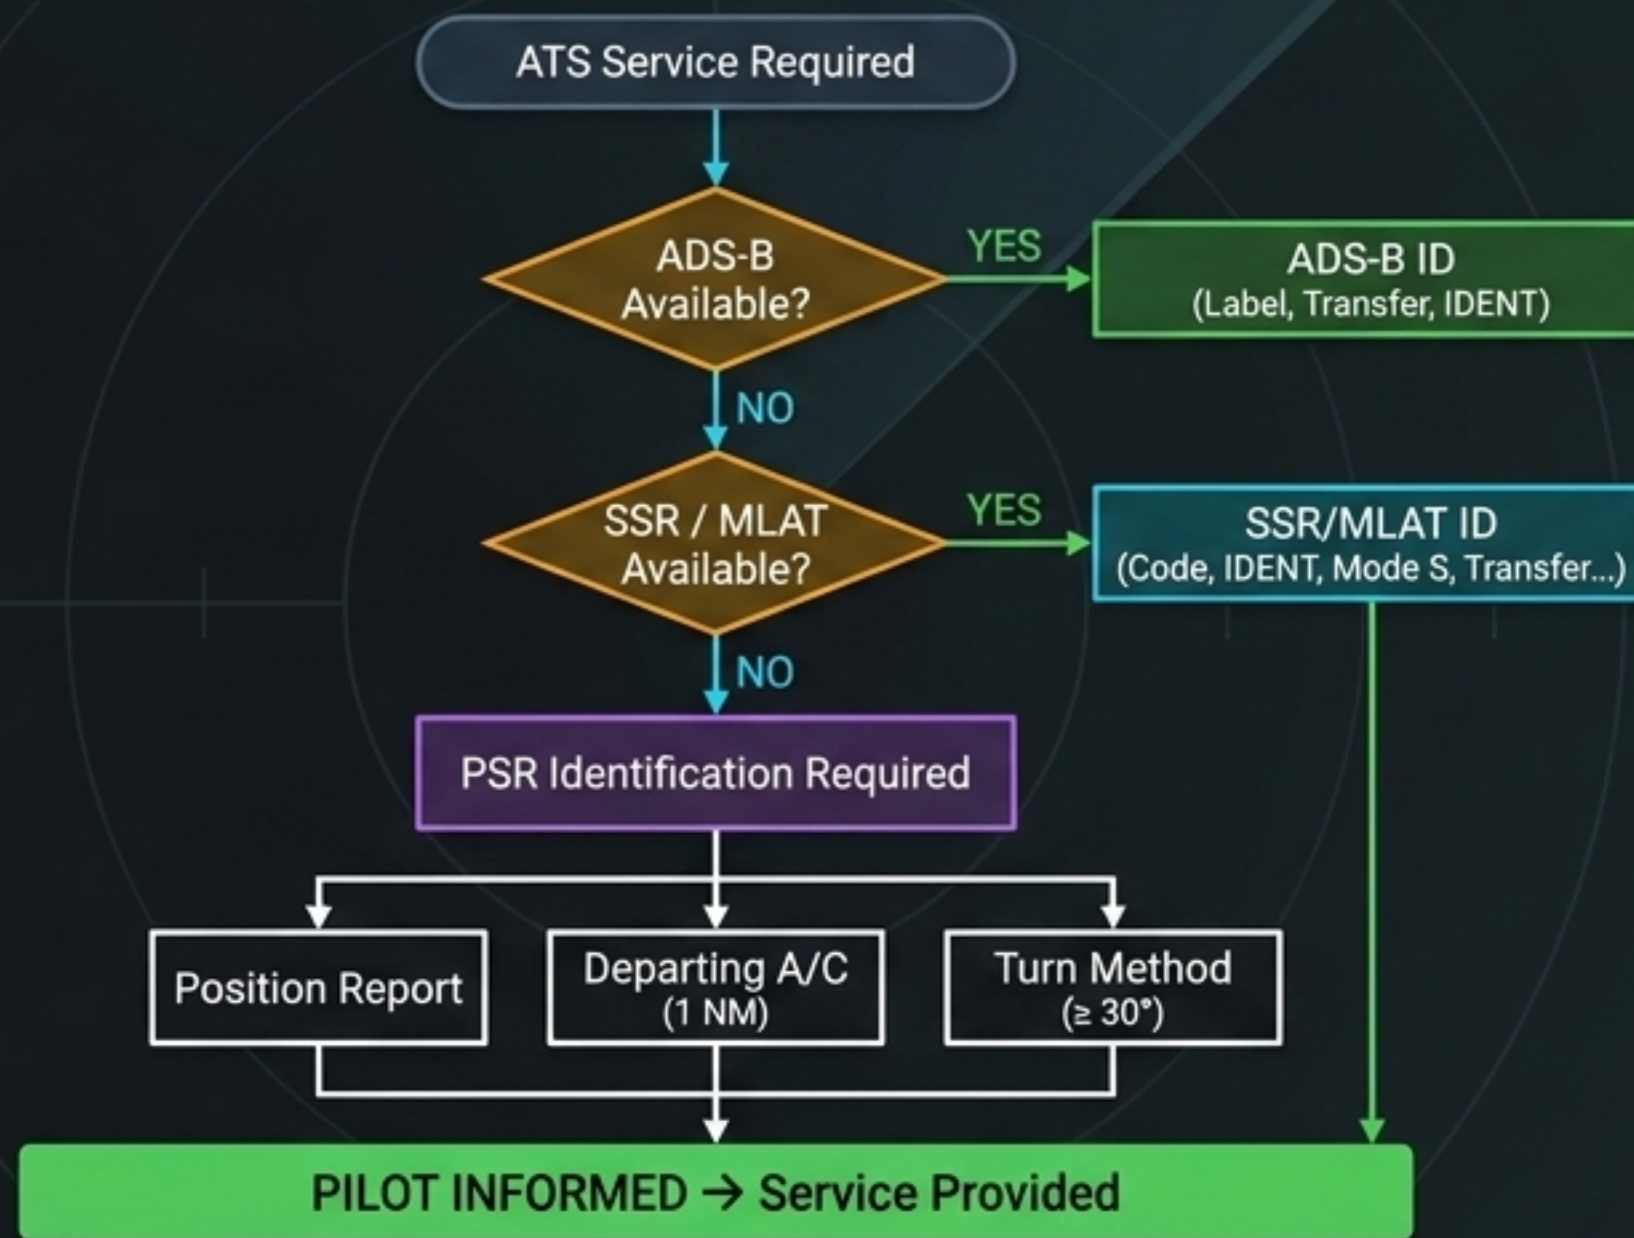 ATS Service Required
ADS-B
Available?
YES
ADS-B ID
(Label, Transfer, IDENT)
NO
SSR / MLAT
Available?
YES
SSR/MLAT ID
(Code, IDENT, Mode S, Transfer...)
NO
PSR Identification Required
Position Report
Departing A/C
(1 NM)
Turn Method
(≥ 30°)
PILOT INFORMED → Service Provided